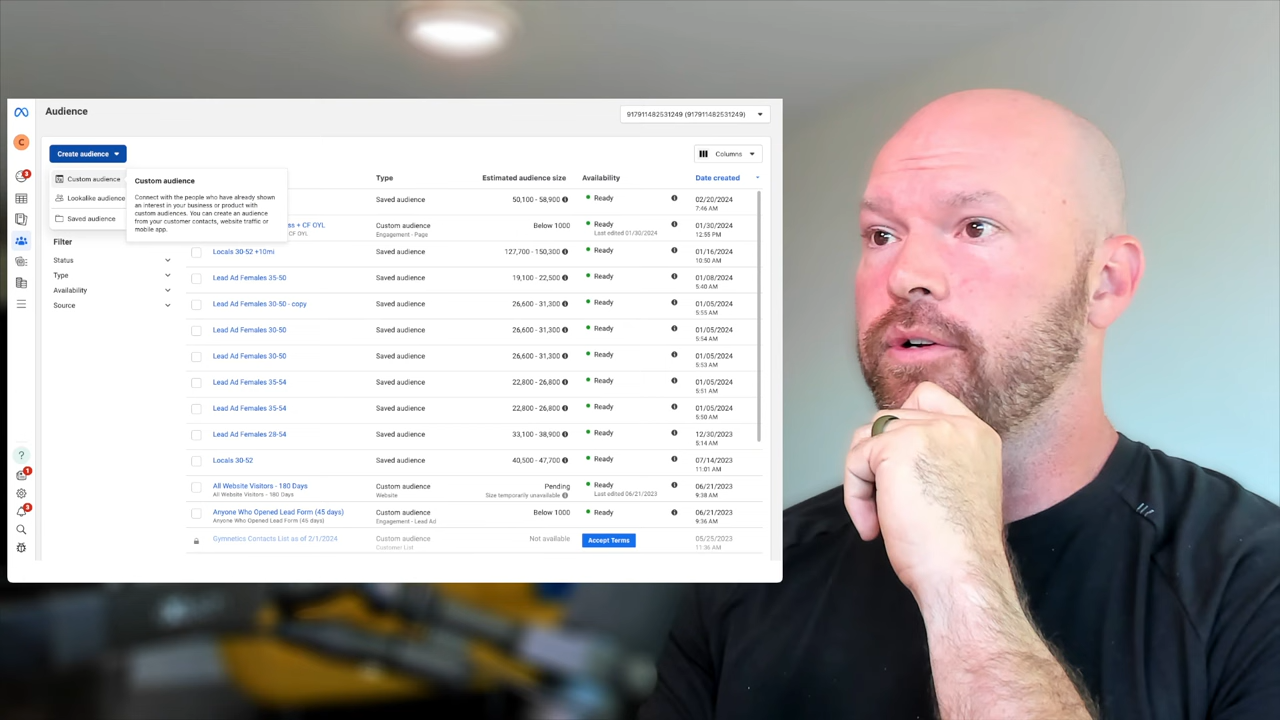 Audience
917911482531249 (917911482531249)
Create audience
Columns
Custom audience
Lookalike audience
Saved audience
Custom audience
Connect with the people who have already shown
an interest in your business or product with
custom audiences. You can create an audience
from your customer contacts, website traffic or
mobile app.
Filter
Status
Type
Availability
Source
Type
Estimated audience size
Availability
Date created
Saved audience
50,100 - 58,900
Ready
02/20/2024
7:46 AM
+ CF OYL
CF OYL
Custom audience
Engagement - Page
Below 1000
Ready
Last edited 01/30/2024
01/30/2024
12:55 PM
Locals 30-52 +10mi
Saved audience
127,700 - 150,300
Ready
01/16/2024
10:50 AM
Lead Ad Females 35-50
Saved audience
19,100 - 22,500
Ready
01/08/2024
5:40 AM
Lead Ad Females 30-50 - copy
Saved audience
26,600 - 31,300
Ready
01/05/2024
5:55 AM
Lead Ad Females 30-50
Saved audience
26,600 - 31,300
Ready
01/05/2024
5:54 AM
Lead Ad Females 30-50
Saved audience
26,600 - 31,300
Ready
01/05/2024
5:53 AM
Lead Ad Females 35-54
Saved audience
22,800 - 26,800
Ready
01/05/2024
5:51 AM
Lead Ad Females 35-54
Saved audience
22,800 - 26,800
Ready
01/05/2024
5:50 AM
Lead Ad Females 28-54
Saved audience
33,100 - 38,900
Ready
12/30/2023
5:14 AM
Locals 30-52
Saved audience
40,500 - 47,700
Ready
07/14/2023
11:01 AM
All Website Visitors - 180 Days
All Website Visitors - 180 Days
Custom audience
Website
Pending
Size temporarily unavailable
Ready
Last edited 06/21/2023
06/21/2023
9:38 AM
Anyone Who Opened Lead Form (45 days)
Anyone Who Opened Lead Form (45 days)
Custom audience
Engagement - Lead Ad
Below 1000
Ready
06/21/2023
9:36 AM
Gymnetics Contacts List as of 2/1/2024
Custom audience
Customer List
Not available
Accept Terms
05/25/2023
11:36 AM
C